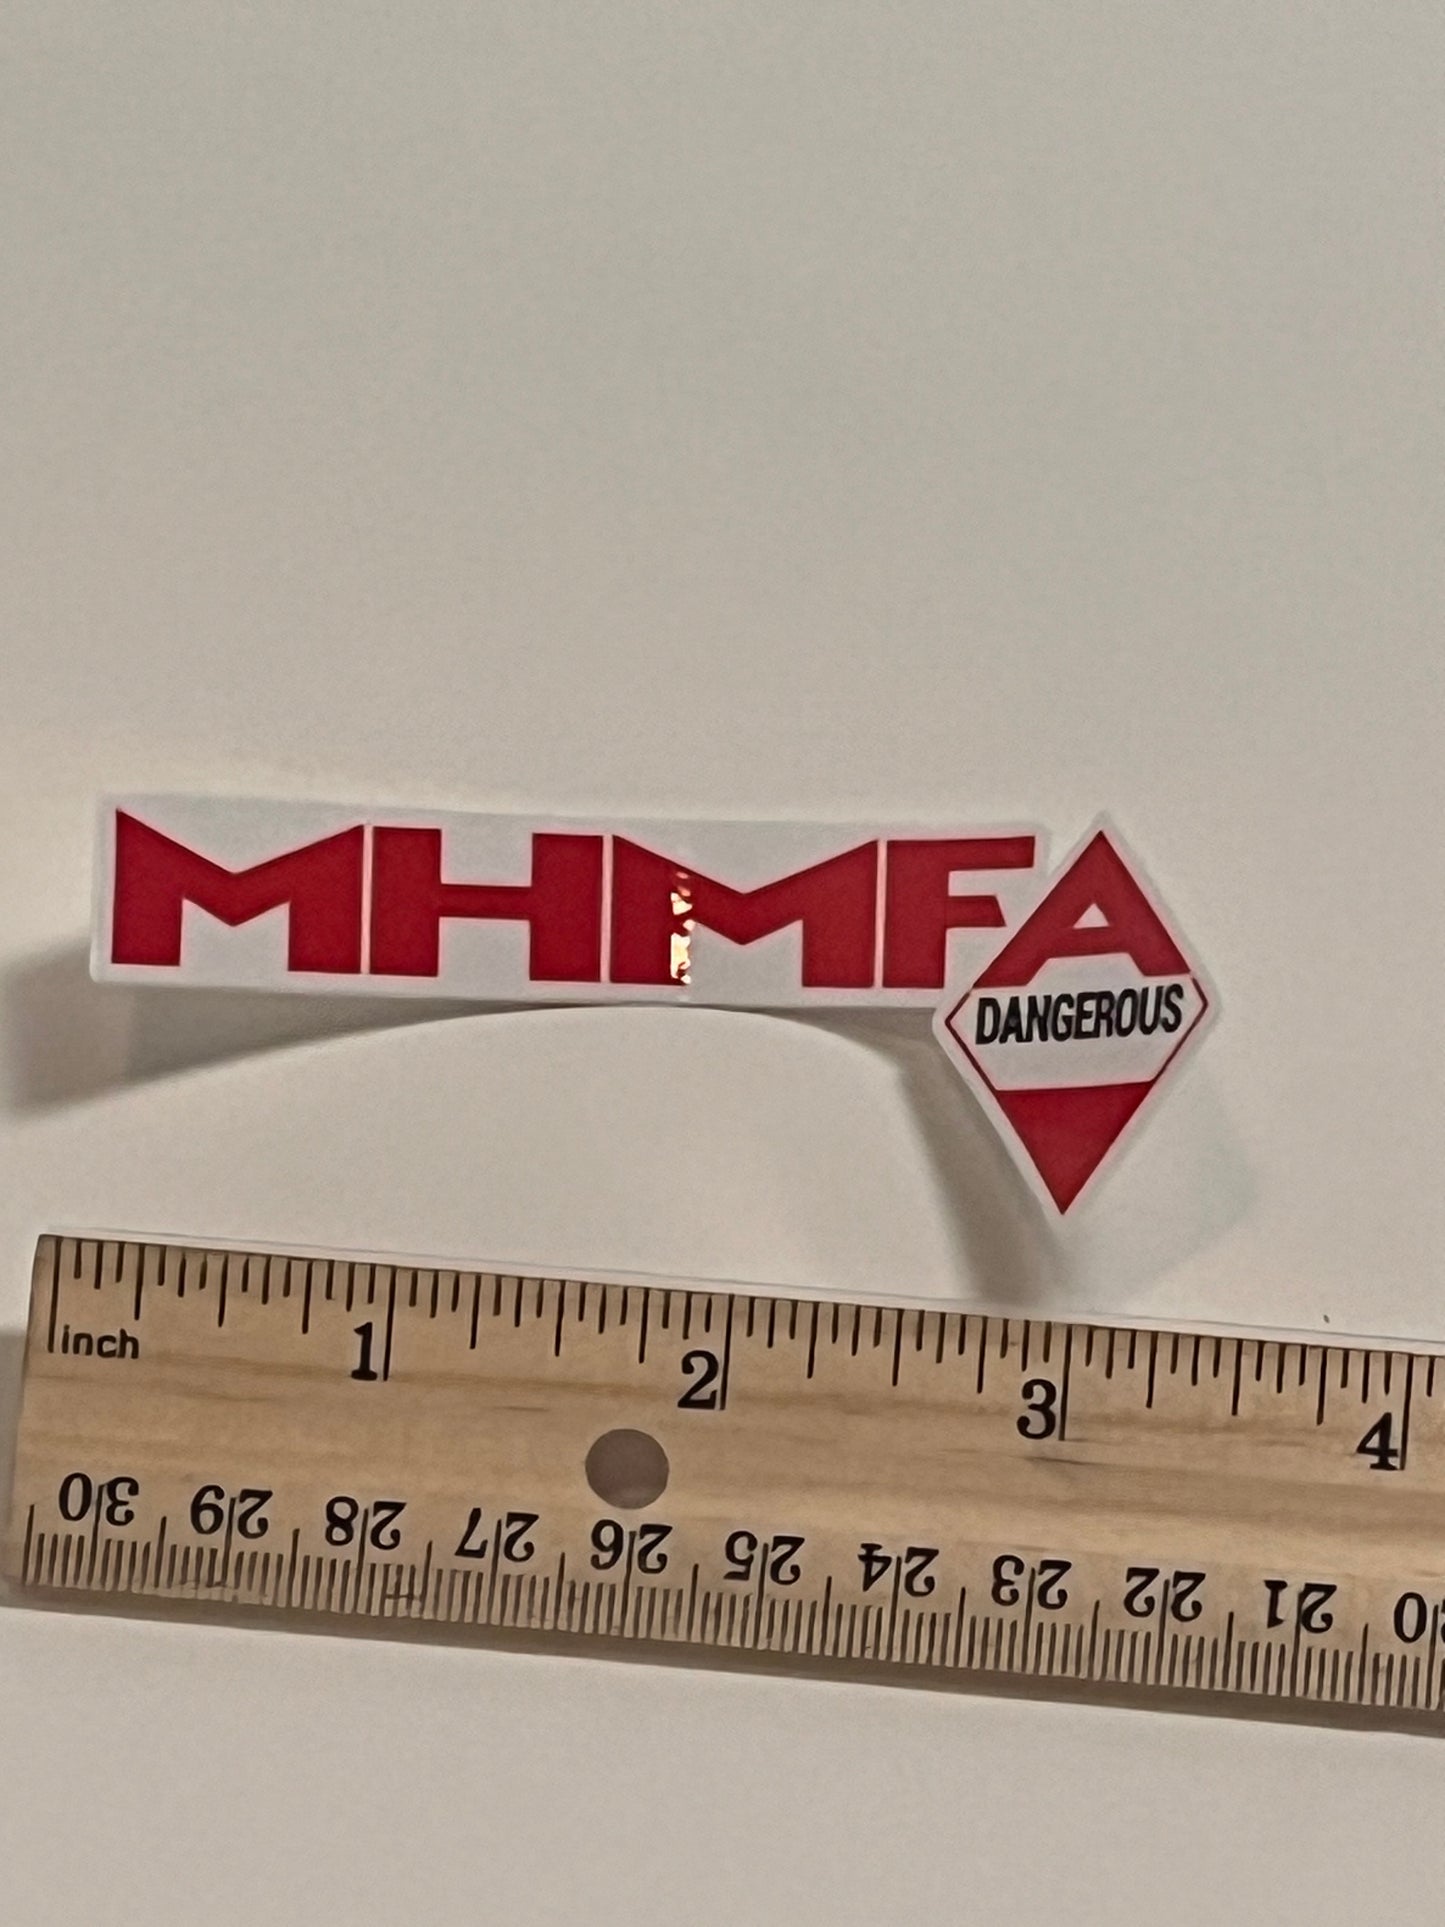 MHMFA
DANGEROUS
inch 1 2 3 4
30 29 28 27 26 25 24 23 22 21